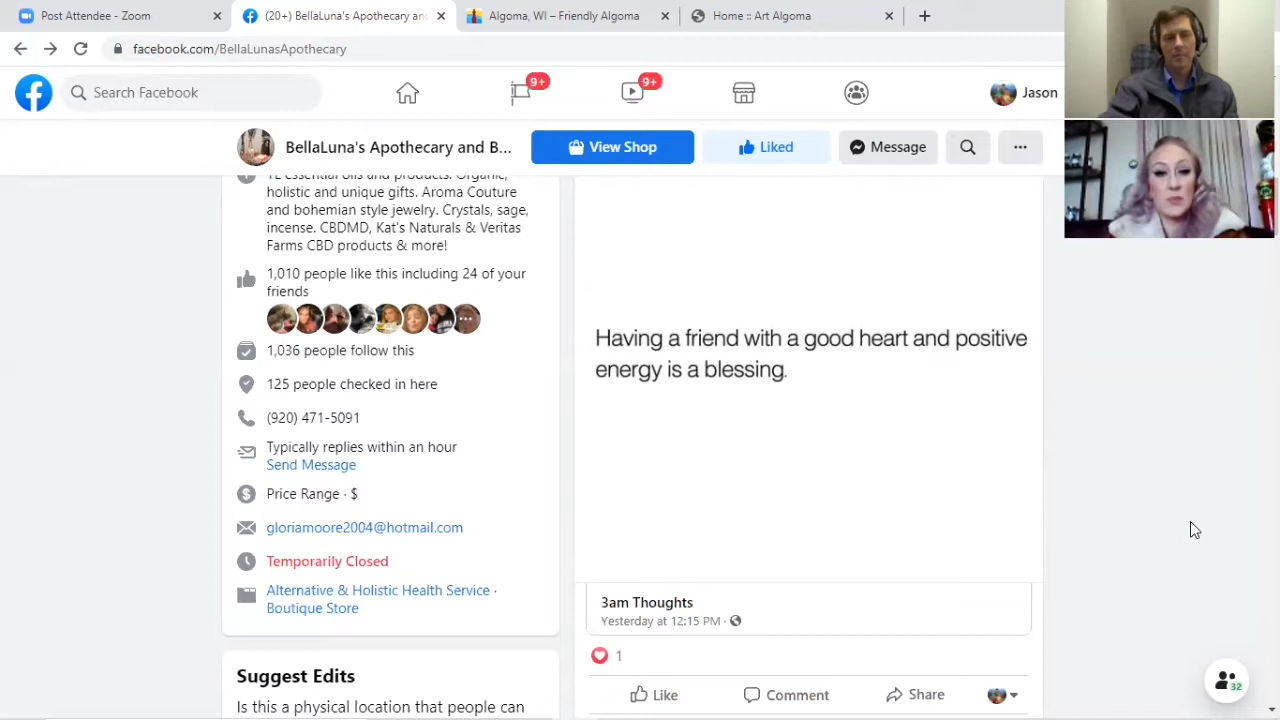 Post Attendee - Zoom
(20+) BellaLuna's Apothecary and
Algoma, WI – Friendly Algoma
Home :: Art Algoma
facebook.com/BellaLunasApothecary
Search Facebook
9+
9+
Jason
BellaLuna's Apothecary and B...
View Shop
Liked
Message
YL essential oils and products. Organic,
holistic and unique gifts. Aroma Couture
and bohemian style jewelry. Crystals, sage,
incense. CBDMD, Kat's Naturals & Veritas
Farms CBD products & more!
1,010 people like this including 24 of your
friends
1,036 people follow this
125 people checked in here
(920) 471-5091
Typically replies within an hour
Send Message
Price Range · $
gloriamoore2004@hotmail.com
Temporarily Closed
Alternative & Holistic Health Service ·
Boutique Store
Suggest Edits
Is this a physical location that people can
Having a friend with a good heart and positive
energy is a blessing.
3am Thoughts
Yesterday at 12:15 PM ·
1
Like
Comment
Share
32